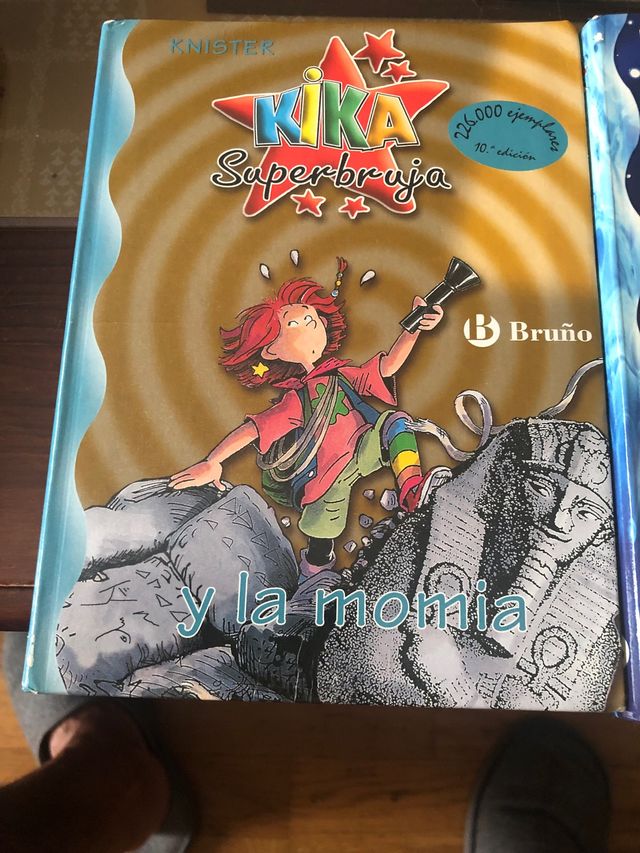 KNISTER
KIKA
Superbruja
226.000 ejemplares
10.ª edición
B Bruño
y la momia